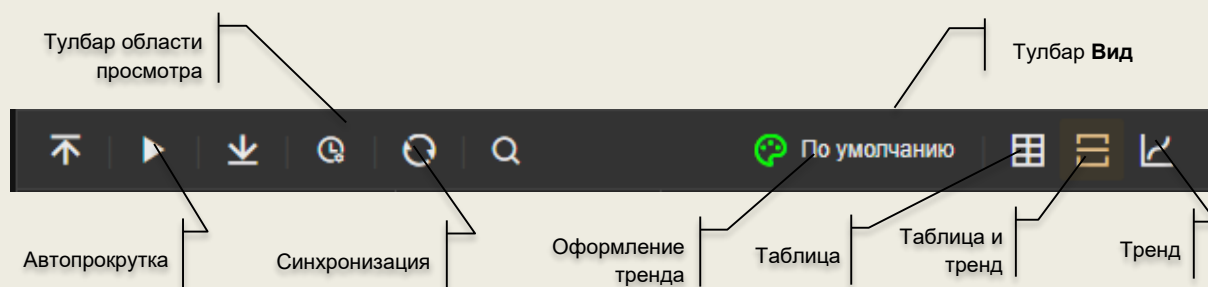 Тулбар области
просмотра
Тулбар Вид
По умолчанию
Автопрокрутка
Синхронизация
Оформление
тренда
Таблица
Таблица и
тренд
Тренд